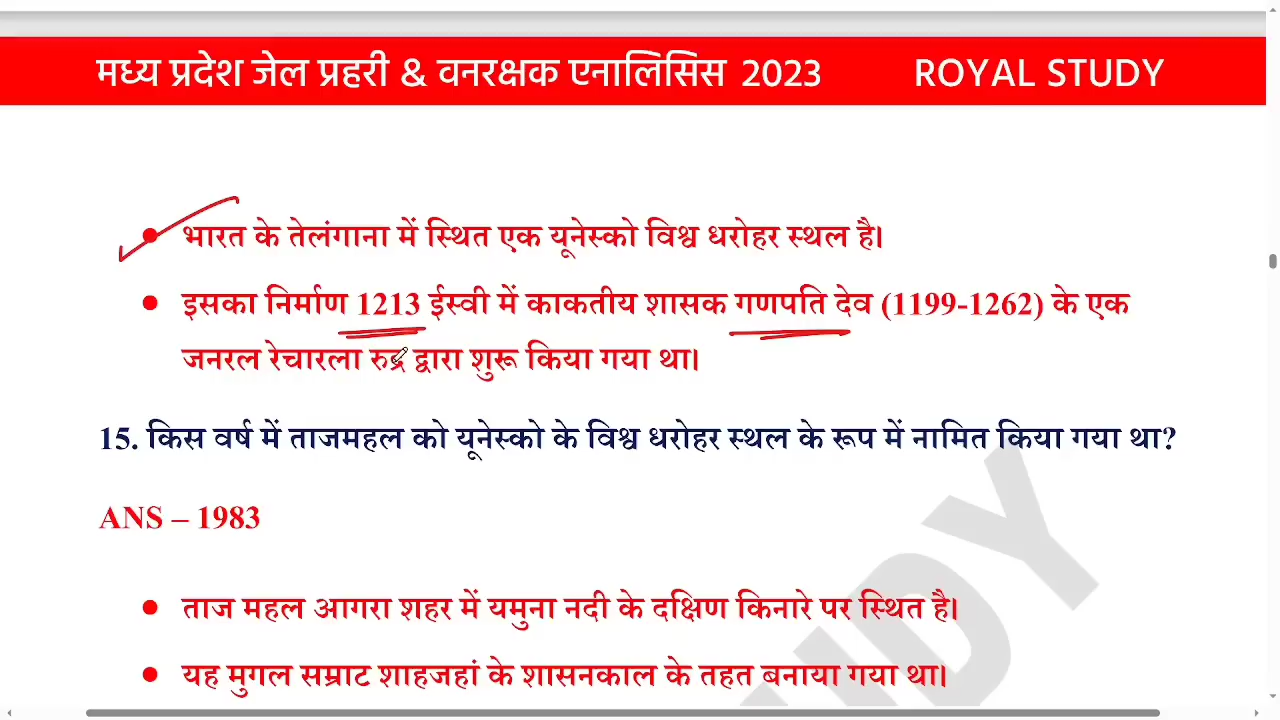 मध्य प्रदेश जेल प्रहरी & वनरक्षक एनालिसिस 2023 ROYAL STUDY
• भारत के तेलंगाना में स्थित एक यूनेस्को विश्व धरोहर स्थल है।
• इसका निर्माण 1213 ईस्वी में काकतीय शासक गणपति देव (1199-1262) के एक
जनरल रेचारला रुद्र द्वारा शुरू किया गया था।
15. किस वर्ष में ताजमहल को यूनेस्को के विश्व धरोहर स्थल के रूप में नामित किया गया था?
ANS – 1983
• ताज महल आगरा शहर में यमुना नदी के दक्षिण किनारे पर स्थित है।
• यह मुगल सम्राट शाहजहां के शासनकाल के तहत बनाया गया था।